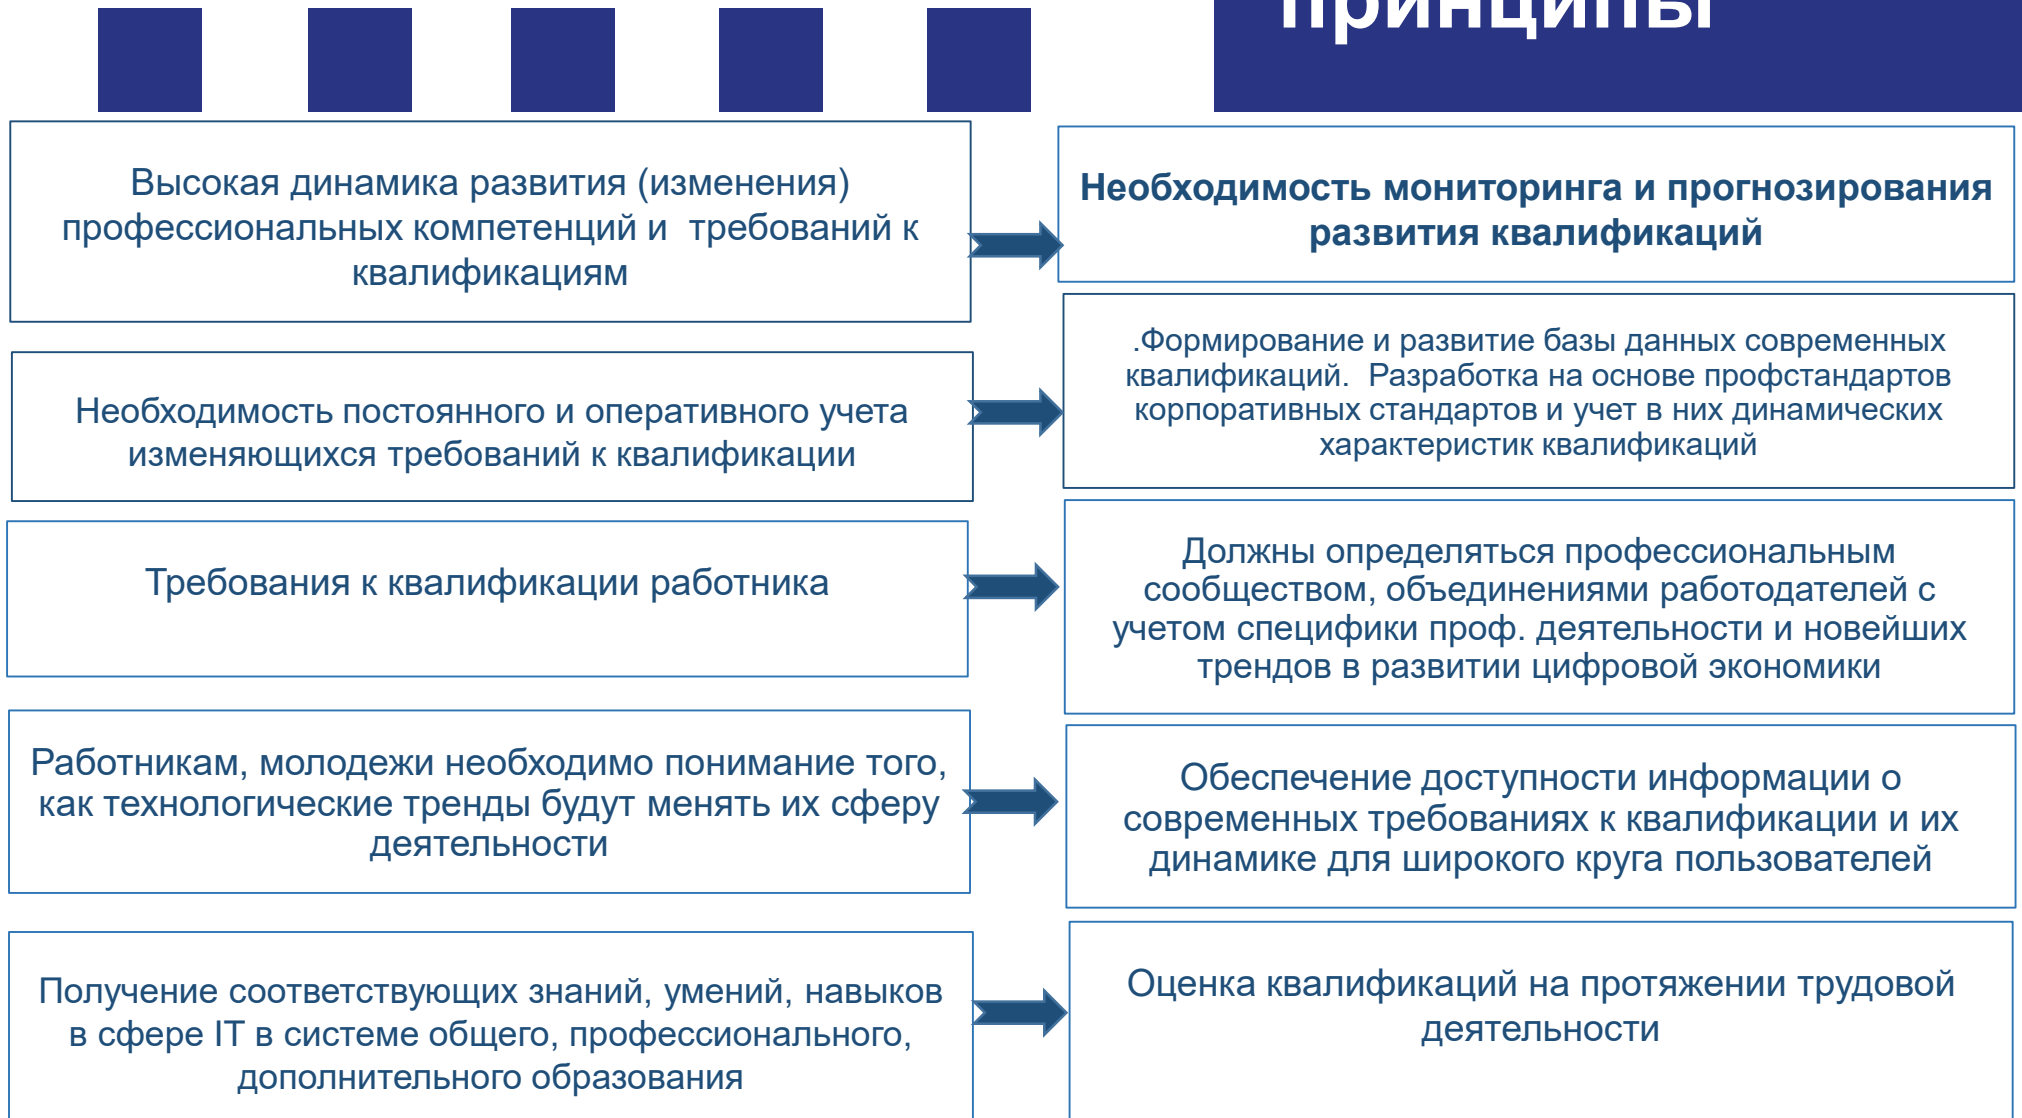 принципы
Высокая динамика развития (изменения)
профессиональных компетенций и требований к
квалификациям
Необходимость мониторинга и прогнозирования
развития квалификаций
Необходимость постоянного и оперативного учета
изменяющихся требований к квалификации
.Формирование и развитие базы данных современных
квалификаций. Разработка на основе профстандартов
корпоративных стандартов и учет в них динамических
характеристик квалификаций
Требования к квалификации работника
Должны определяться профессиональным
сообществом, объединениями работодателей с
учетом специфики проф. деятельности и новейших
трендов в развитии цифровой экономики
Работникам, молодежи необходимо понимание того,
как технологические тренды будут менять их сферу
деятельности
Обеспечение доступности информации о
современных требованиях к квалификации и их
динамике для широкого круга пользователей
Получение соответствующих знаний, умений, навыков
в сфере IT в системе общего, профессионального,
дополнительного образования
Оценка квалификаций на протяжении трудовой
деятельности